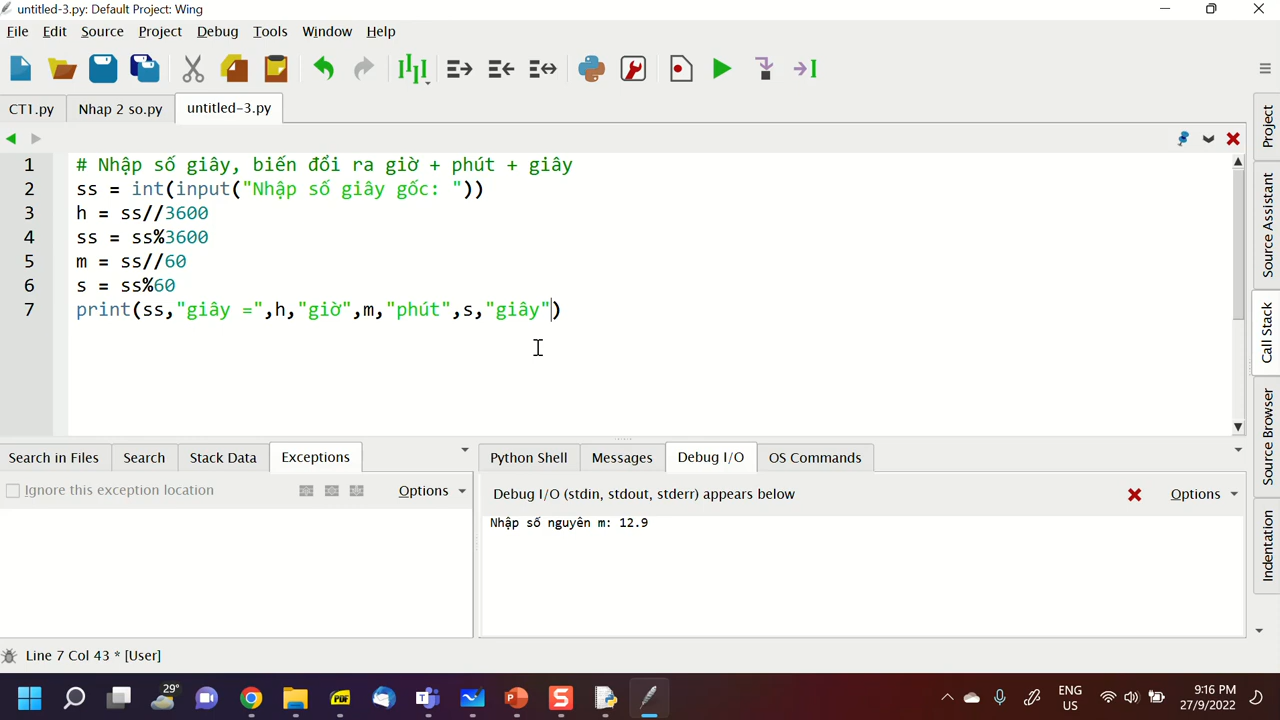 untitled-3.py: Default Project: Wing
File Edit Source Project Debug Tools Window Help
CT1.py Nhap 2 so.py untitled-3.py
1 # Nhập số giây, biến đổi ra giờ + phút + giây
2 ss = int(input("Nhập số giây gốc: "))
3 h = ss//3600
4 ss = ss%3600
5 m = ss//60
6 s = ss%60
7 print(ss,"giây =",h,"giờ",m,"phút",s,"giây")
Project
Source Assistant
Call Stack
Source Browser
Indentation
Search in Files Search Stack Data Exceptions
Ignore this exception location Options
Python Shell Messages Debug I/O OS Commands
Debug I/O (stdin, stdout, stderr) appears below Options
Nhập số nguyên m: 12.9
Line 7 Col 43 * [User]
29°
PDF
ENG
US
9:16 PM
27/9/2022